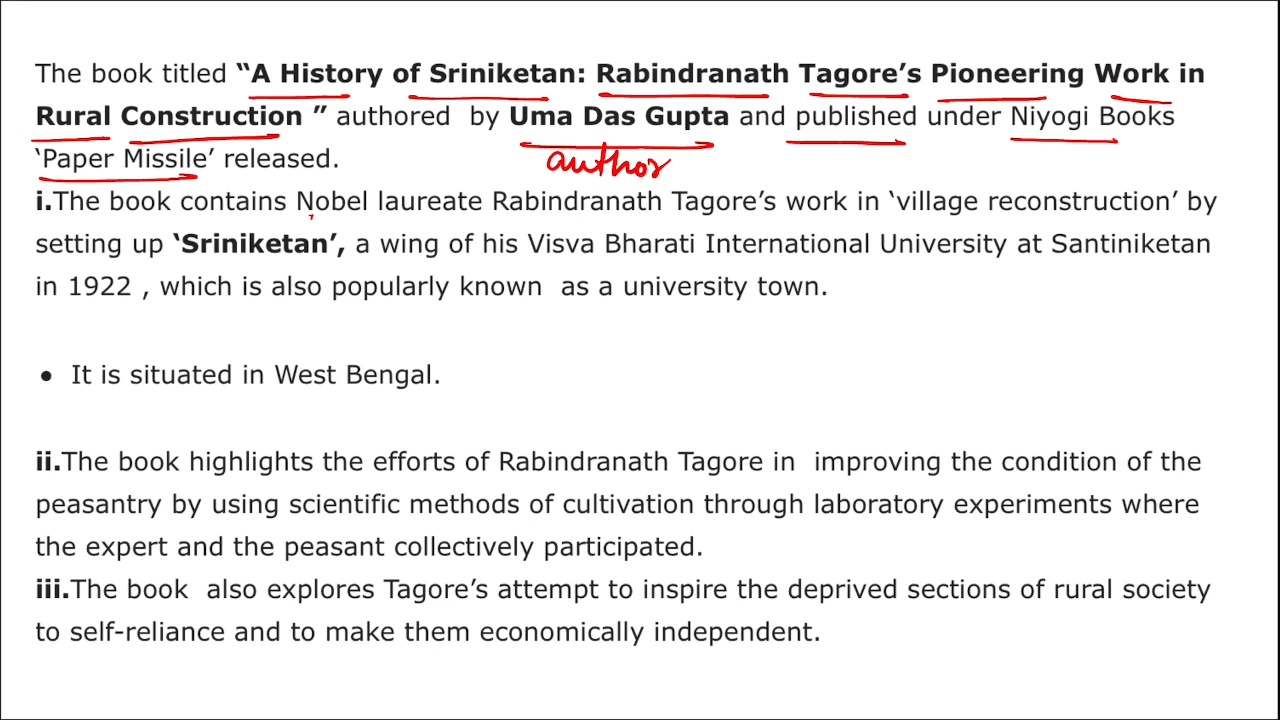 The book titled “A History of Sriniketan: Rabindranath Tagore’s Pioneering Work in
Rural Construction ” authored by Uma Das Gupta and published under Niyogi Books
‘Paper Missile’ released.
author
i.The book contains Nobel laureate Rabindranath Tagore’s work in ‘village reconstruction’ by
setting up ‘Sriniketan’, a wing of his Visva Bharati International University at Santiniketan
in 1922 , which is also popularly known as a university town.
● It is situated in West Bengal.
ii.The book highlights the efforts of Rabindranath Tagore in improving the condition of the
peasantry by using scientific methods of cultivation through laboratory experiments where
the expert and the peasant collectively participated.
iii.The book also explores Tagore’s attempt to inspire the deprived sections of rural society
to self-reliance and to make them economically independent.